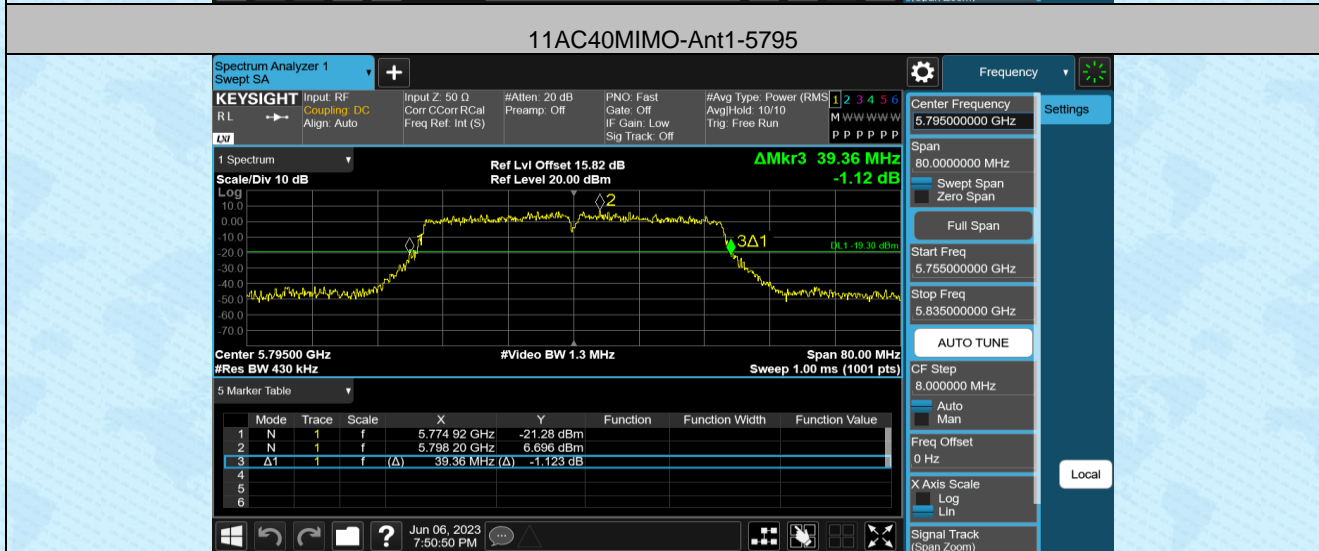 (Span Zoom)
11AC40MIMO-Ant1-5795
Spectrum Analyzer 1
Swept SA
+
Frequency
KEYSIGHT
R L
LXI
Input: RF
Coupling: DC
Align: Auto
Input Z: 50 Ω
Corr CCorr RCal
Freq Ref: Int (S)
#Atten: 20 dB
Preamp: Off
PNO: Fast
Gate: Off
IF Gain: Low
Sig Track: Off
#Avg Type: Power (RMS
Avg|Hold: 10/10
Trig: Free Run
1 2 3 4 5 6
M W W W W W
P P P P P P
1 Spectrum
Scale/Div 10 dB
Ref Lvl Offset 15.82 dB
Ref Level 20.00 dBm
ΔMkr3 39.36 MHz
-1.12 dB
Log
10.0
0.00
-10.0
-20.0
-30.0
-40.0
-50.0
-60.0
-70.0
2
3Δ1
DL1 -19.30 dBm
Center 5.79500 GHz
#Res BW 430 kHz
#Video BW 1.3 MHz
Span 80.00 MHz
Sweep 1.00 ms (1001 pts)
5 Marker Table
Mode Trace Scale X Y Function Function Width Function Value
1 N 1 f 5.774 92 GHz -21.28 dBm
2 N 1 f 5.798 20 GHz 6.696 dBm
3 Δ1 1 f (Δ) 39.36 MHz (Δ) -1.123 dB
4
5
6
?
Jun 06, 2023
7:50:50 PM
Center Frequency
5.795000000 GHz
Settings
Span
80.0000000 MHz
Swept Span
Zero Span
Full Span
Start Freq
5.755000000 GHz
Stop Freq
5.835000000 GHz
AUTO TUNE
CF Step
8.000000 MHz
Auto
Man
Freq Offset
0 Hz
X Axis Scale
Log
Lin
Local
Signal Track
(Span Zoom)